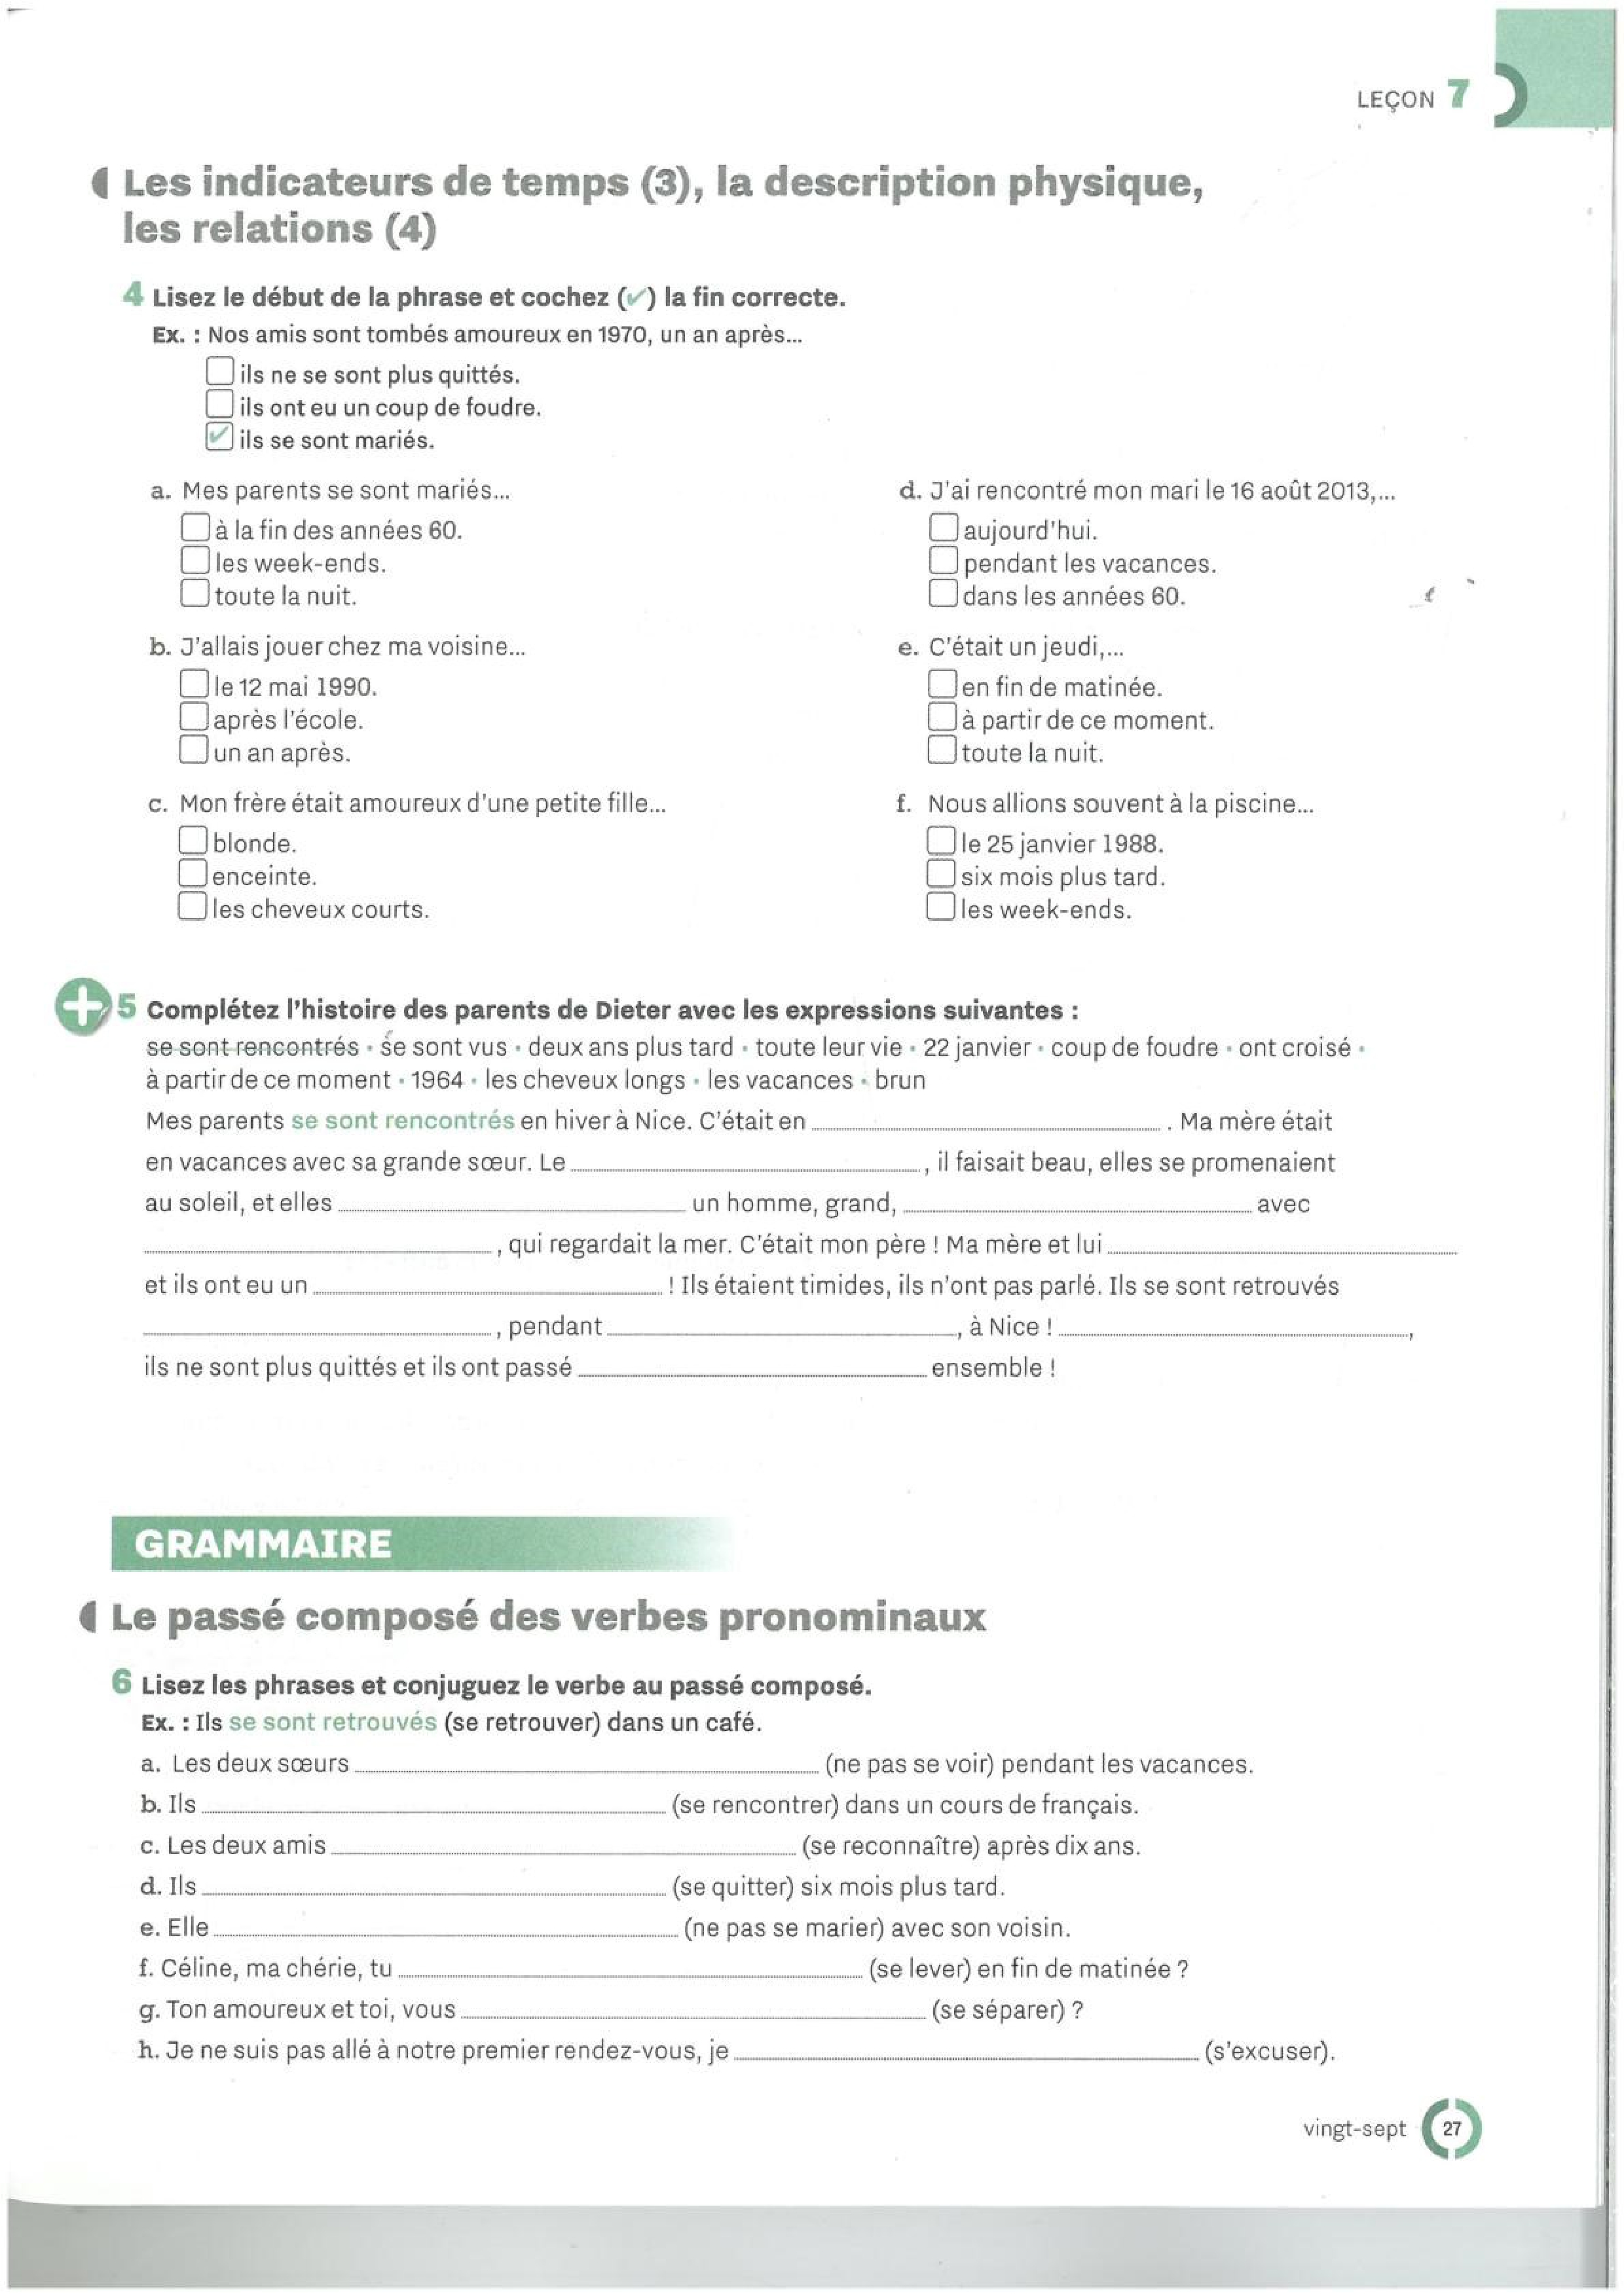 LEÇON 7
Les indicateurs de temps (3), la description physique,
les relations (4)
4 Lisez le début de la phrase et cochez (✔) la fin correcte.
Ex. : Nos amis sont tombés amoureux en 1970, un an après...
☐ ils ne se sont plus quittés.
☐ ils ont eu un coup de foudre.
☑ ils se sont mariés.
a. Mes parents se sont mariés...
☐ à la fin des années 60.
☐ les week-ends.
☐ toute la nuit.
b. J'allais jouer chez ma voisine...
☐ le 12 mai 1990.
☐ après l'école.
☐ un an après.
c. Mon frère était amoureux d'une petite fille...
☐ blonde.
☐ enceinte.
☐ les cheveux courts.
d. J'ai rencontré mon mari le 16 août 2013,...
☐ aujourd'hui.
☐ pendant les vacances.
☐ dans les années 60.
e. C'était un jeudi,...
☐ en fin de matinée.
☐ à partir de ce moment.
☐ toute la nuit.
f. Nous allions souvent à la piscine...
☐ le 25 janvier 1988.
☐ six mois plus tard.
☐ les week-ends.
+ 5 Complétez l'histoire des parents de Dieter avec les expressions suivantes :
se sont rencontrés • se sont vus • deux ans plus tard • toute leur vie • 22 janvier • coup de foudre • ont croisé •
à partir de ce moment • 1964 • les cheveux longs • les vacances • brun
Mes parents se sont rencontrés en hiver à Nice. C'était en ............ . Ma mère était
en vacances avec sa grande sœur. Le ............ , il faisait beau, elles se promenaient
au soleil, et elles ............ un homme, grand, ............ avec
............ , qui regardait la mer. C'était mon père ! Ma mère et lui ............
et ils ont eu un ............ ! Ils étaient timides, ils n'ont pas parlé. Ils se sont retrouvés
............ , pendant ............ , à Nice ! ............ ,
ils ne sont plus quittés et ils ont passé ............ ensemble !
GRAMMAIRE
Le passé composé des verbes pronominaux
6 Lisez les phrases et conjuguez le verbe au passé composé.
Ex. : Ils se sont retrouvés (se retrouver) dans un café.
a. Les deux sœurs ............ (ne pas se voir) pendant les vacances.
b. Ils ............ (se rencontrer) dans un cours de français.
c. Les deux amis ............ (se reconnaître) après dix ans.
d. Ils ............ (se quitter) six mois plus tard.
e. Elle ............ (ne pas se marier) avec son voisin.
f. Céline, ma chérie, tu ............ (se lever) en fin de matinée ?
g. Ton amoureux et toi, vous ............ (se séparer) ?
h. Je ne suis pas allé à notre premier rendez-vous, je ............ (s'excuser).
vingt-sept 27